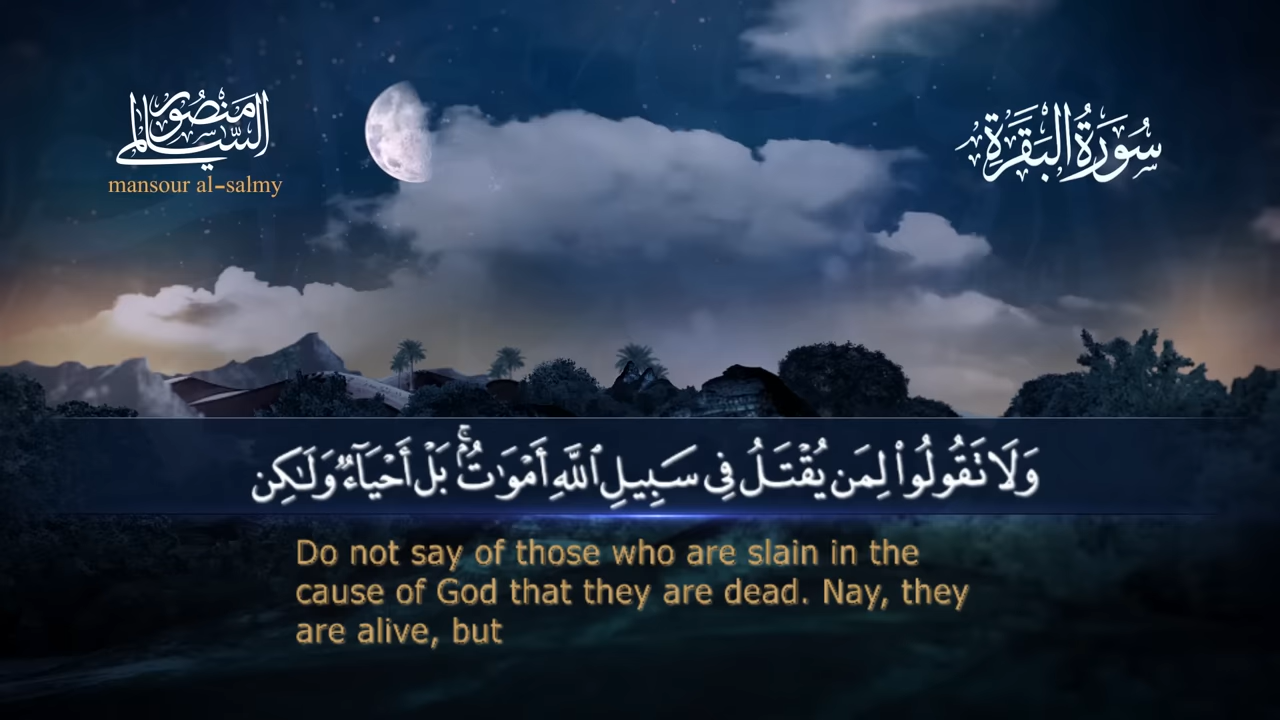 منصور السالمي
mansour al-salmy
سُورَةُ البَقَرَةِ
وَلَا تَقُولُوا۟ لِمَن يُقْتَلُ فِى سَبِيلِ ٱللَّهِ أَمْوَٰتٌۢ ۚ بَلْ أَحْيَآءٌۭ وَلَـٰكِن
Do not say of those who are slain in the
cause of God that they are dead. Nay, they
are alive, but